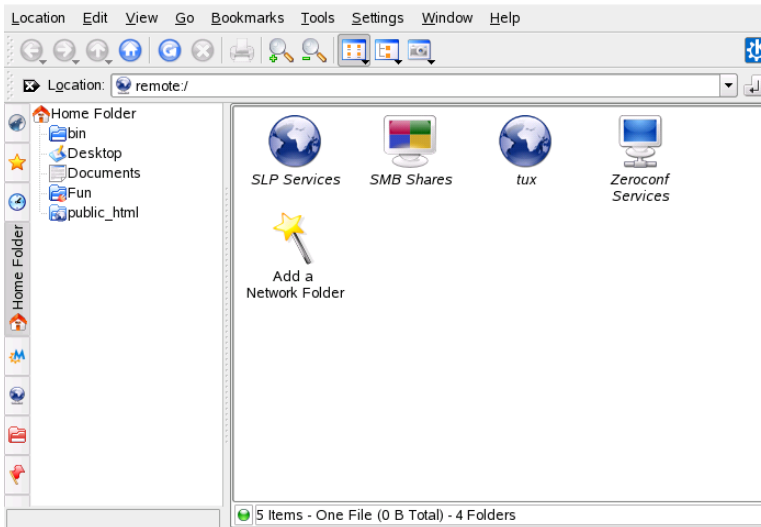 Location Edit View Go Bookmarks Tools Settings Window Help
Location: remote:/
Home Folder
bin
Desktop
Documents
Fun
public_html
Home Folder
SLP Services
SMB Shares
tux
Zeroconf
Services
Add a
Network Folder
5 Items - One File (0 B Total) - 4 Folders